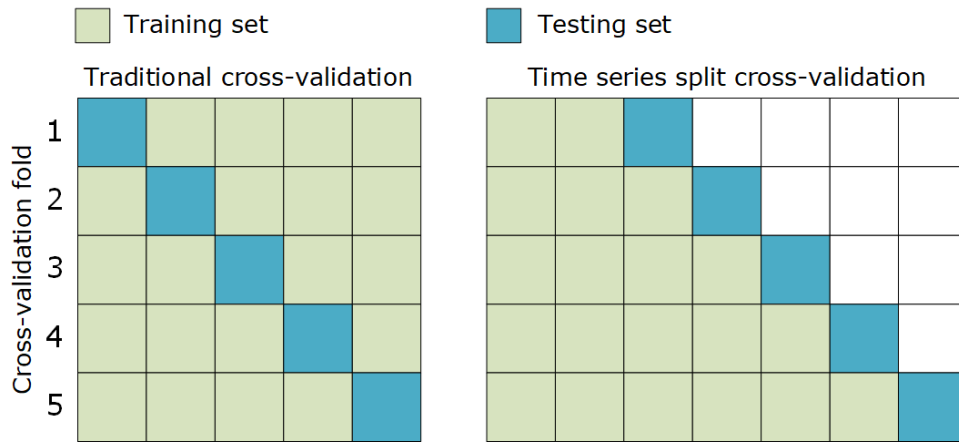 Training set
Testing set
Traditional cross-validation
Time series split cross-validation
Cross-validation fold
1
2
3
4
5